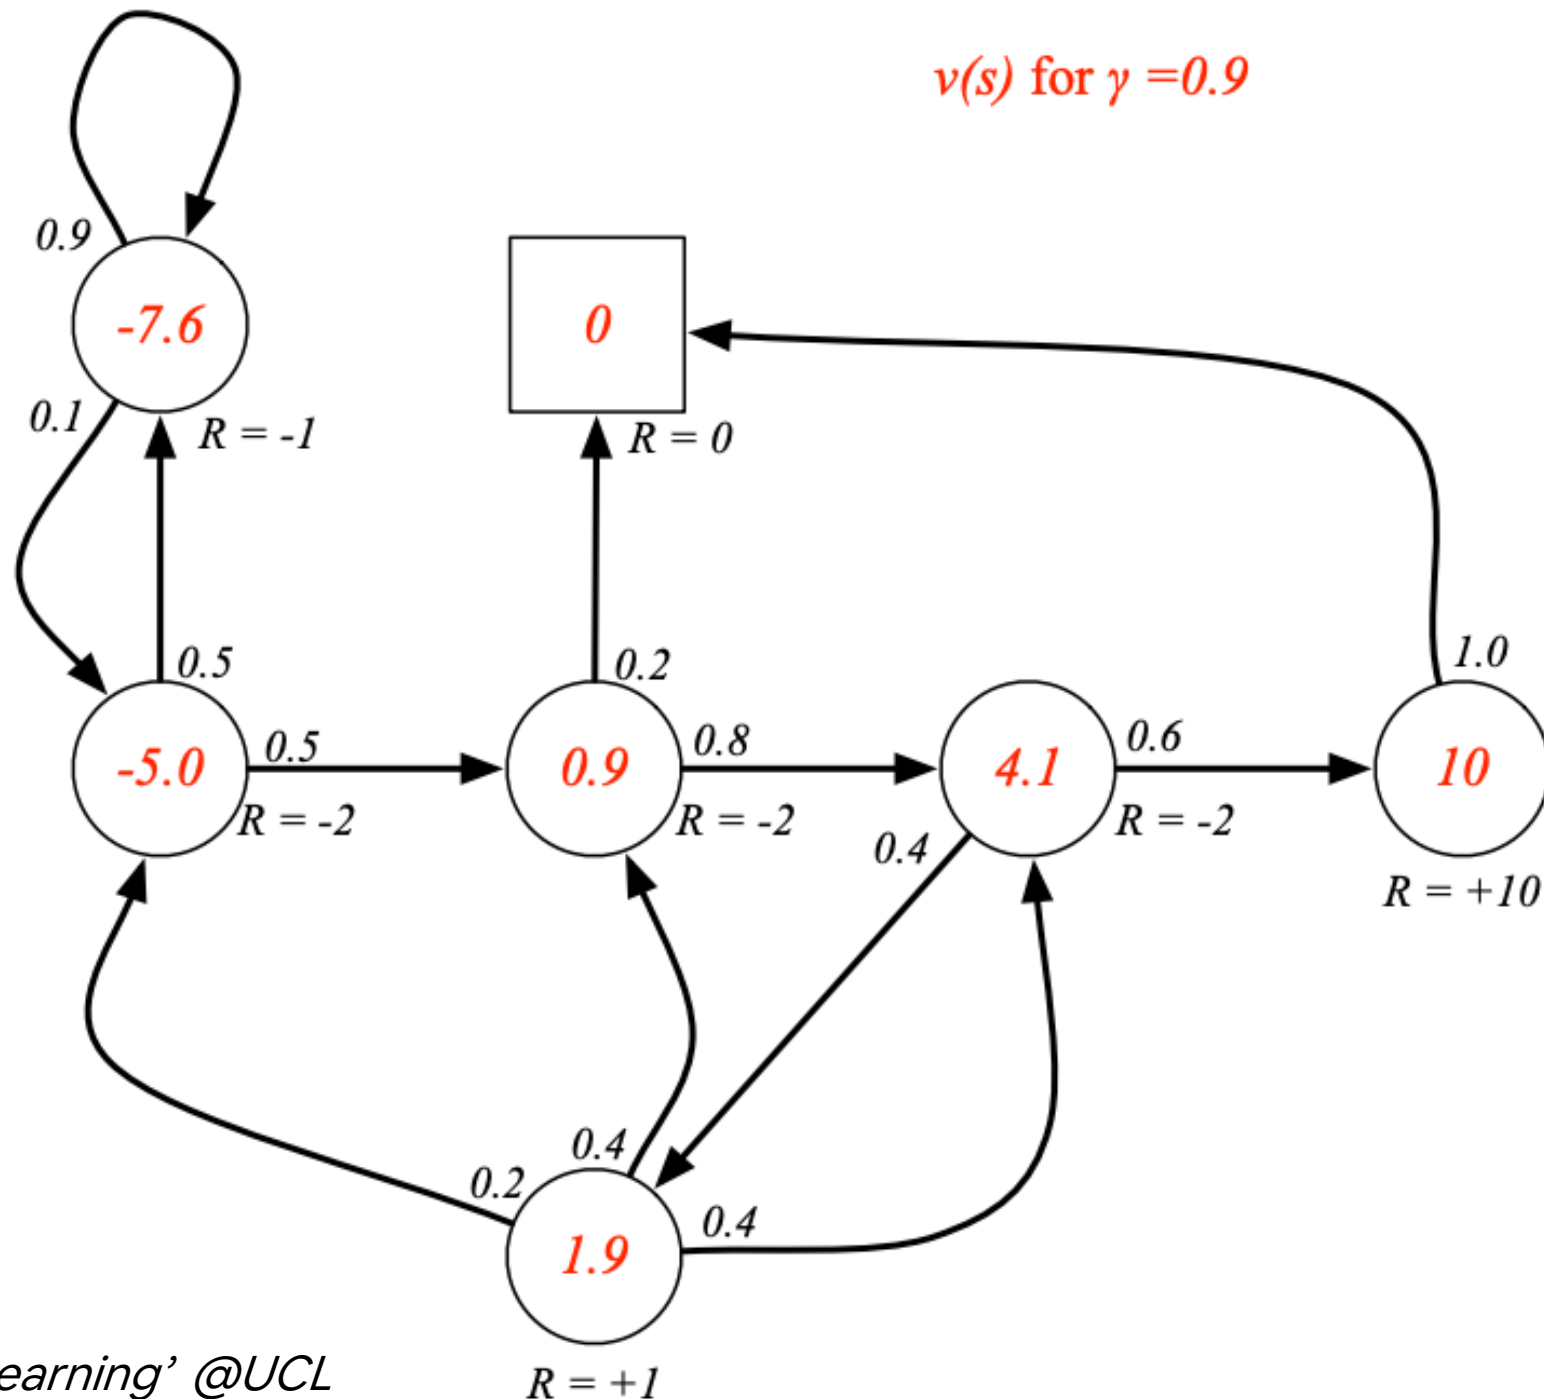 v(s) for γ =0.9
0.9
-7.6
0
0.1
R = -1
R = 0
0.5
0.2
1.0
-5.0
0.5
0.9
0.8
4.1
0.6
10
R = -2
R = -2
R = -2
0.4
R = +10
0.4
0.2
0.4
1.9
earning’ @UCL
R = +1